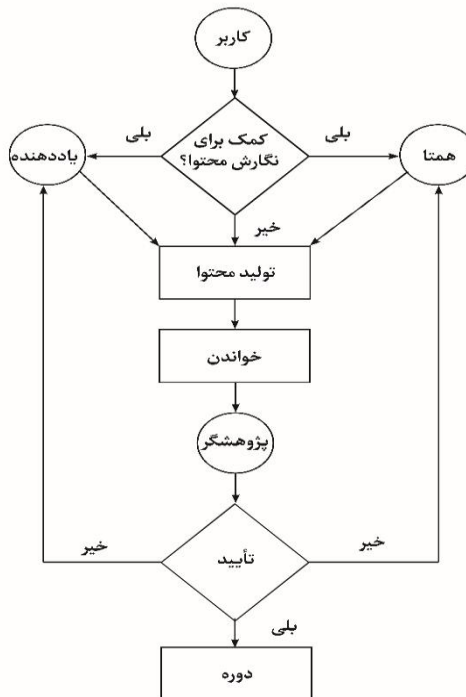 کاربر
بلی
کمک برای
نگارش محتوا؟
بلی
همتا
یاددهنده
خیر
تولید محتوا
خواندن
پژوهشگر
تأیید
خیر
خیر
بلی
دوره